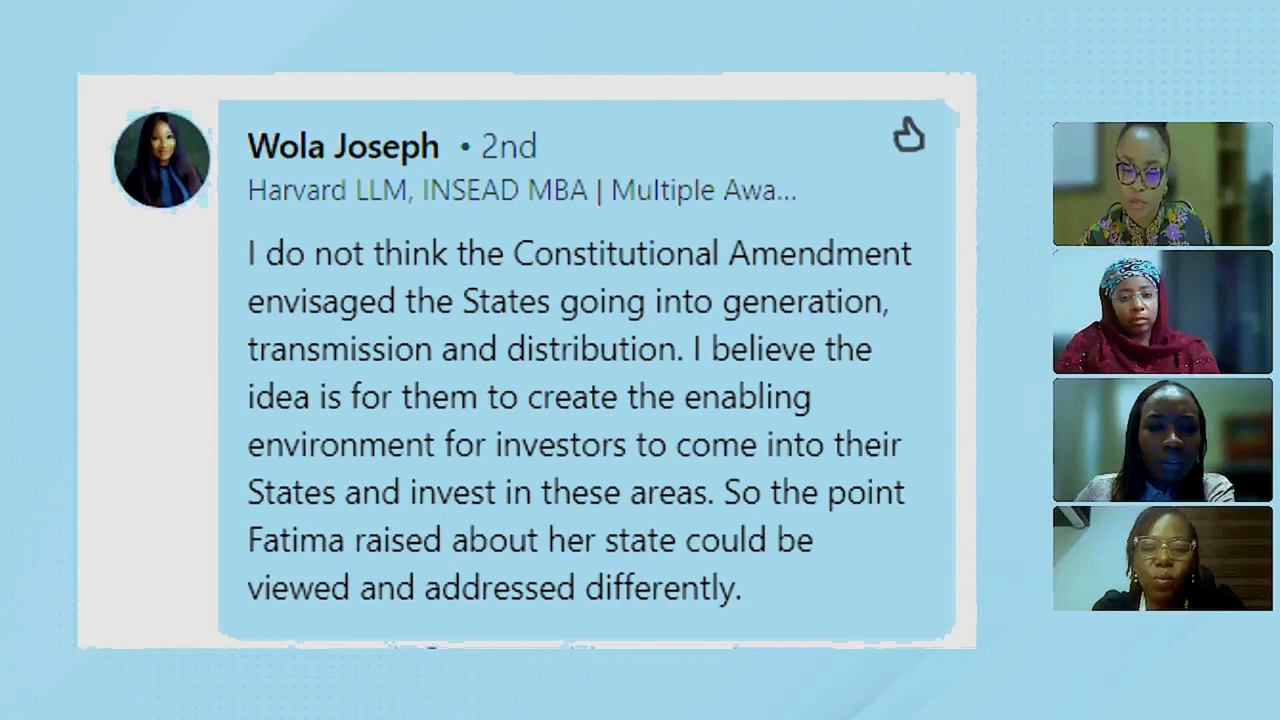 Wola Joseph • 2nd
Harvard LLM, INSEAD MBA | Multiple Awa...
I do not think the Constitutional Amendment
envisaged the States going into generation,
transmission and distribution. I believe the
idea is for them to create the enabling
environment for investors to come into their
States and invest in these areas. So the point
Fatima raised about her state could be
viewed and addressed differently.